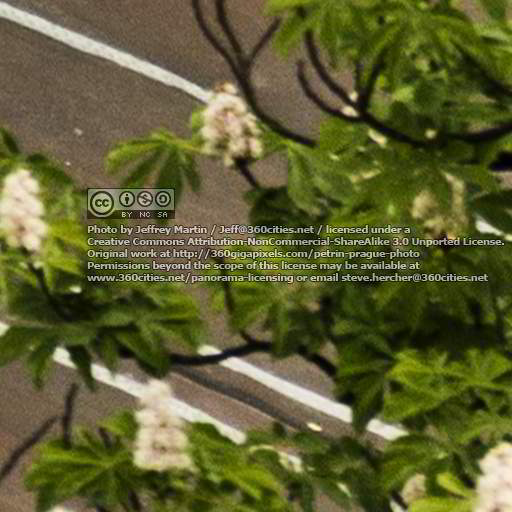 cc
BY NC SA
Photo by Jeffrey Martin / Jeff@360cities.net / licensed under a
Creative Commons Attribution-NonCommercial-ShareAlike 3.0 Unported License.
Original work at http://360gigapixels.com/petrin-prague-photo
Permissions beyond the scope of this license may be available at
www.360cities.net/panorama-licensing or email steve.hercher@360cities.net